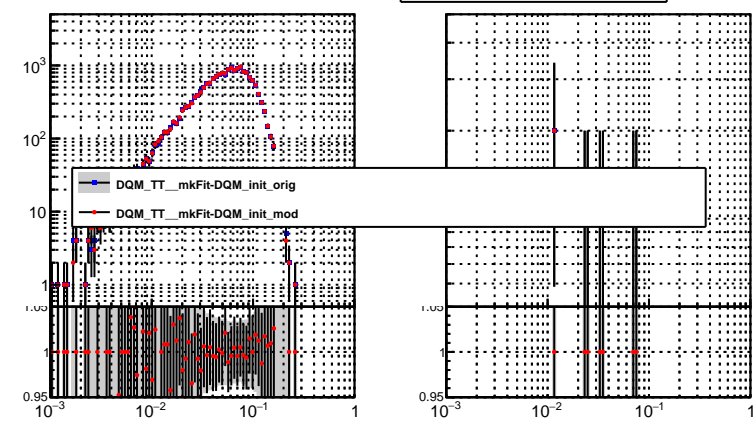 10³
10²
DQM_TT__mkFit-DQM_init_orig
DQM_TT__mkFit-DQM_init_mod
10
1
1.05 1.05
1 1
0.95 0.95
10⁻³ 10⁻² 10⁻¹ 1 10⁻³ 10⁻² 10⁻¹ 1